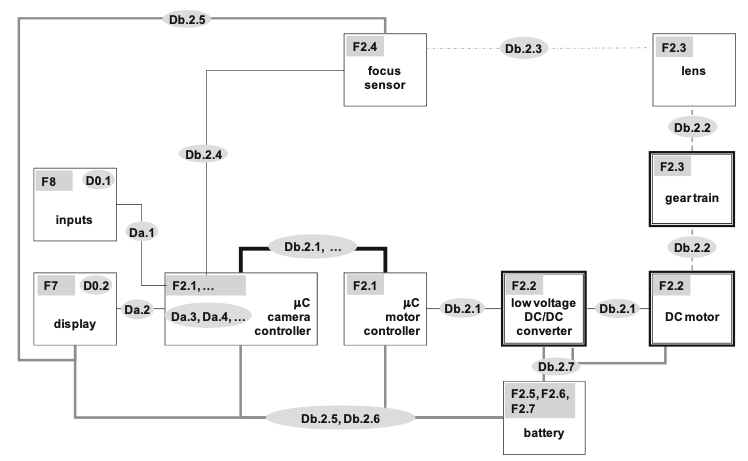 Db.2.5
F2.4
focus
sensor
Db.2.3
F2.3
lens
Db.2.2
Db.2.4
F2.3
gear train
F8
D0.1
inputs
Da.1
Db.2.1, ...
Db.2.2
F7
D0.2
display
Da.2
F2.1, ...
Da.3, Da.4, ...
µC
camera
controller
F2.1
µC
motor
controller
Db.2.1
F2.2
low voltage
DC/DC
converter
Db.2.1
F2.2
DC motor
Db.2.7
F2.5, F2.6,
F2.7
battery
Db.2.5, Db.2.6